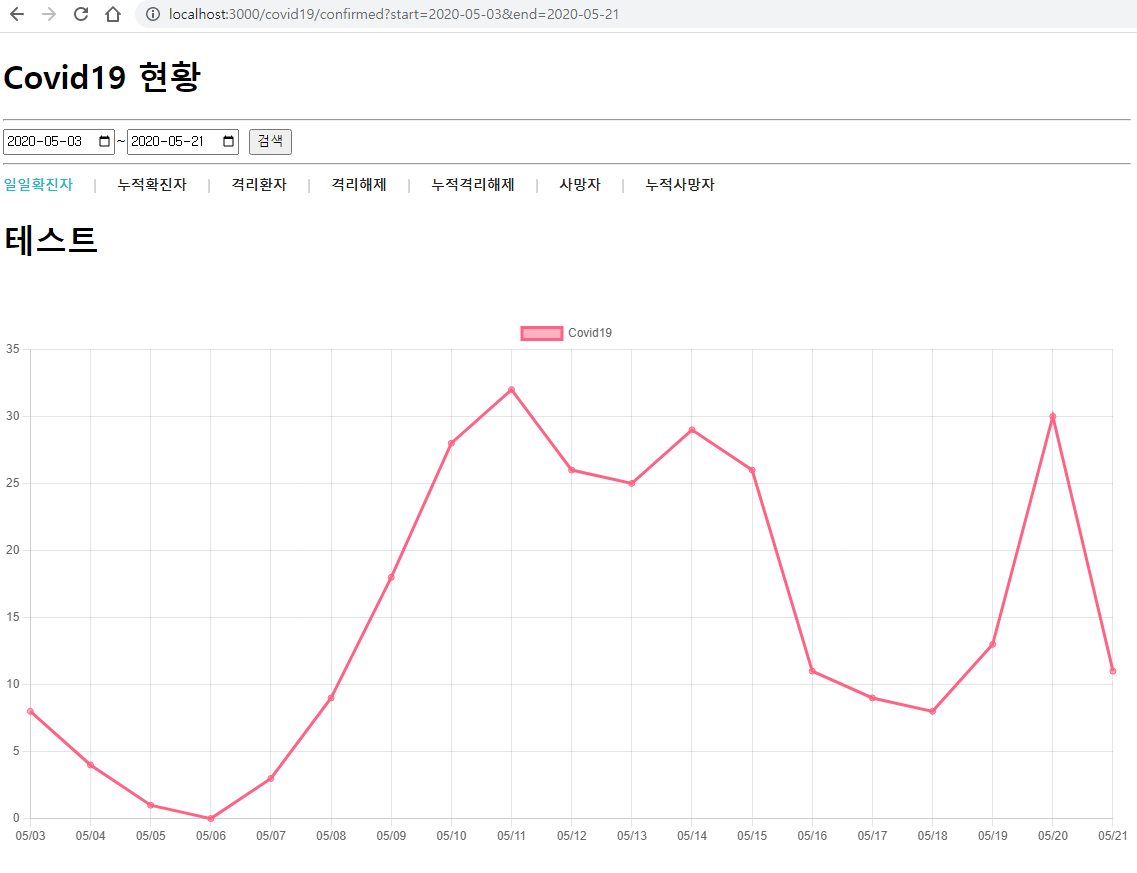 localhost:3000/covid19/confirmed?start=2020-05-03&end=2020-05-21
Covid19 현황
2020-05-03 ~ 2020-05-21 검색
일일확진자 | 누적확진자 | 격리환자 | 격리해제 | 누적격리해제 | 사망자 | 누적사망자
테스트
Covid19
35
30
25
20
15
10
5
0
05/03 05/04 05/05 05/06 05/07 05/08 05/09 05/10 05/11 05/12 05/13 05/14 05/15 05/16 05/17 05/18 05/19 05/20 05/21